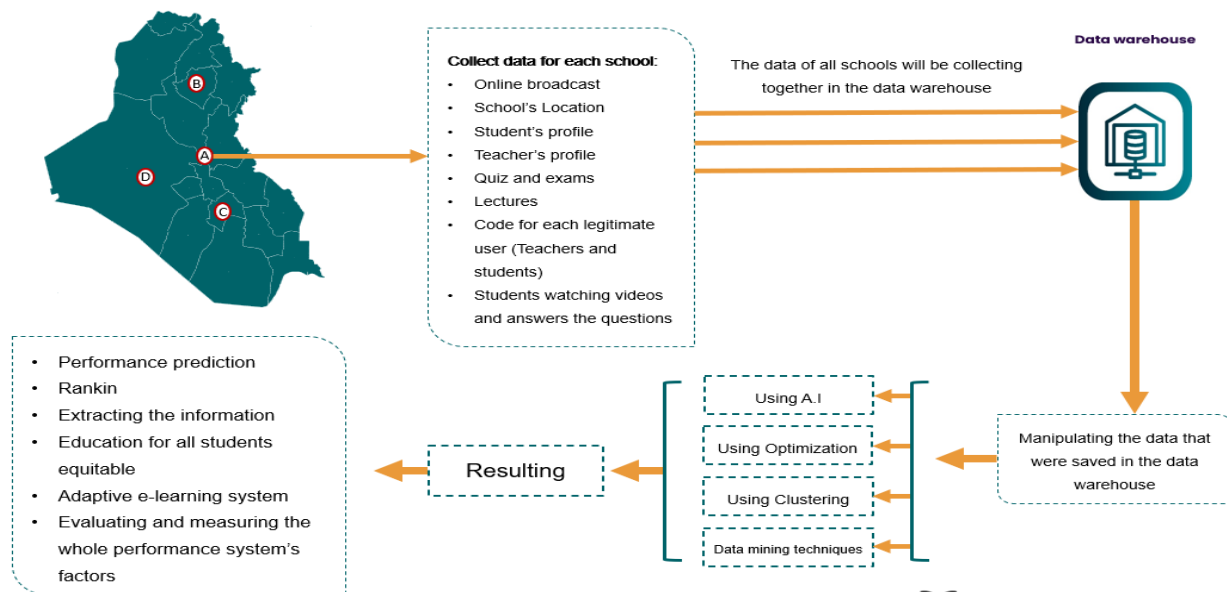 B
A
D
C
Collect data for each school:
• Online broadcast
• School's Location
• Student's profile
• Teacher's profile
• Quiz and exams
• Lectures
• Code for each legitimate
user (Teachers and
students)
• Students watching videos
and answers the questions
The data of all schools will be collecting
together in the data warehouse
Data warehouse
Manipulating the data that
were saved in the data
warehouse
Using A.I
Using Optimization
Using Clustering
Data mining techniques
Resulting
• Performance prediction
• Rankin
• Extracting the information
• Education for all students
equitable
• Adaptive e-learning system
• Evaluating and measuring the
whole performance system's
factors